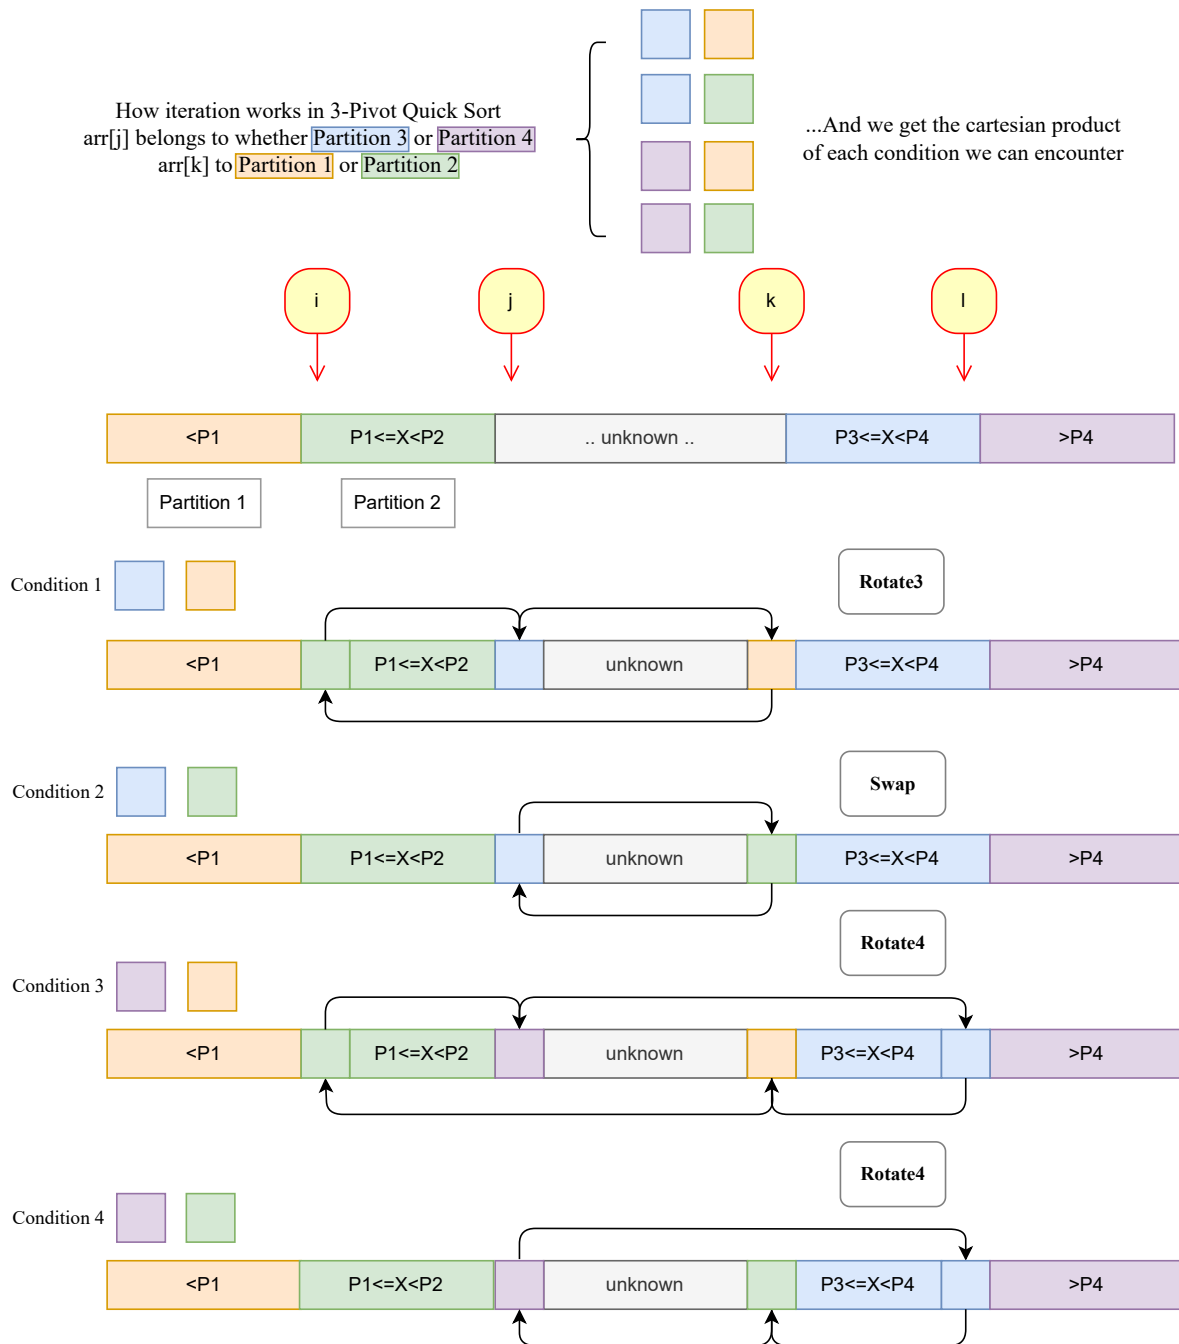 How iteration works in 3-Pivot Quick Sort
arr[j] belongs to whether Partition 3 or Partition 4
arr[k] to Partition 1 or Partition 2
...And we get the cartesian product
of each condition we can encounter
i
j
k
l
<P1
P1<=X<P2
.. unknown ..
P3<=X<P4
>P4
Partition 1
Partition 2
Condition 1
Rotate3
<P1
P1<=X<P2
unknown
P3<=X<P4
>P4
Condition 2
Swap
<P1
P1<=X<P2
unknown
P3<=X<P4
>P4
Condition 3
Rotate4
<P1
P1<=X<P2
unknown
P3<=X<P4
>P4
Condition 4
Rotate4
<P1
P1<=X<P2
unknown
P3<=X<P4
>P4